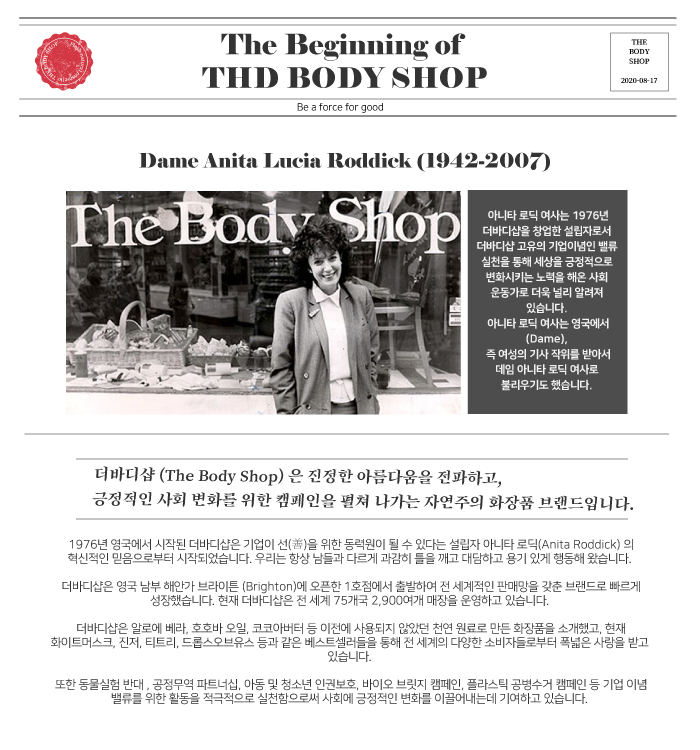 The Beginning of
THD BODY SHOP
THE
BODY
SHOP
2020-08-17
Be a force for good
Dame Anita Lucia Roddick (1942-2007)
The Body Shop
아니타 로딕 여사는 1976년
더바디샵을 창업한 설립자로서
더바디샵 고유의 기업이념인 밸류
실천을 통해 세상을 긍정적으로
변화시키는 노력을 해온 사회
운동가로 더욱 널리 알려져
있습니다.
아니타 로딕 여사는 영국에서
(Dame),
즉 여성의 기사 작위를 받아서
데임 아니타 로딕 여사로
불리우기도 했습니다.
더바디샵 (The Body Shop) 은 진정한 아름다움을 전파하고,
긍정적인 사회 변화를 위한 캠페인을 펼쳐 나가는 자연주의 화장품 브랜드입니다.
1976년 영국에서 시작된 더바디샵은 기업이 선(善)을 위한 동력원이 될 수 있다는 설립자 아니타 로딕(Anita Roddick) 의
혁신적인 믿음으로부터 시작되었습니다. 우리는 항상 남들과 다르게 과감히 틀을 깨고 대담하고 용기 있게 행동해 왔습니다.
더바디샵은 영국 남부 해안가 브라이튼 (Brighton)에 오픈한 1호점에서 출발하여 전 세계적인 판매망을 갖춘 브랜드로 빠르게
성장했습니다. 현재 더바디샵은 전 세계 75개국 2,900여개 매장을 운영하고 있습니다.
더바디샵은 알로에 베라, 호호바 오일, 코코아버터 등 이전에 사용되지 않았던 천연 원료로 만든 화장품을 소개했고, 현재
화이트머스크, 진저, 티트리, 드롭스오브유스 등과 같은 베스트셀러들을 통해 전 세계의 다양한 소비자들로부터 폭넓은 사랑을 받고
있습니다.
또한 동물실험 반대 , 공정무역 파트너십, 아동 및 청소년 인권보호, 바이오 브릿지 캠페인, 플라스틱 공병수거 캠페인 등 기업 이념
밸류를 위한 활동을 적극적으로 실천함으로써 사회에 긍정적인 변화를 이끌어내는데 기여하고 있습니다.